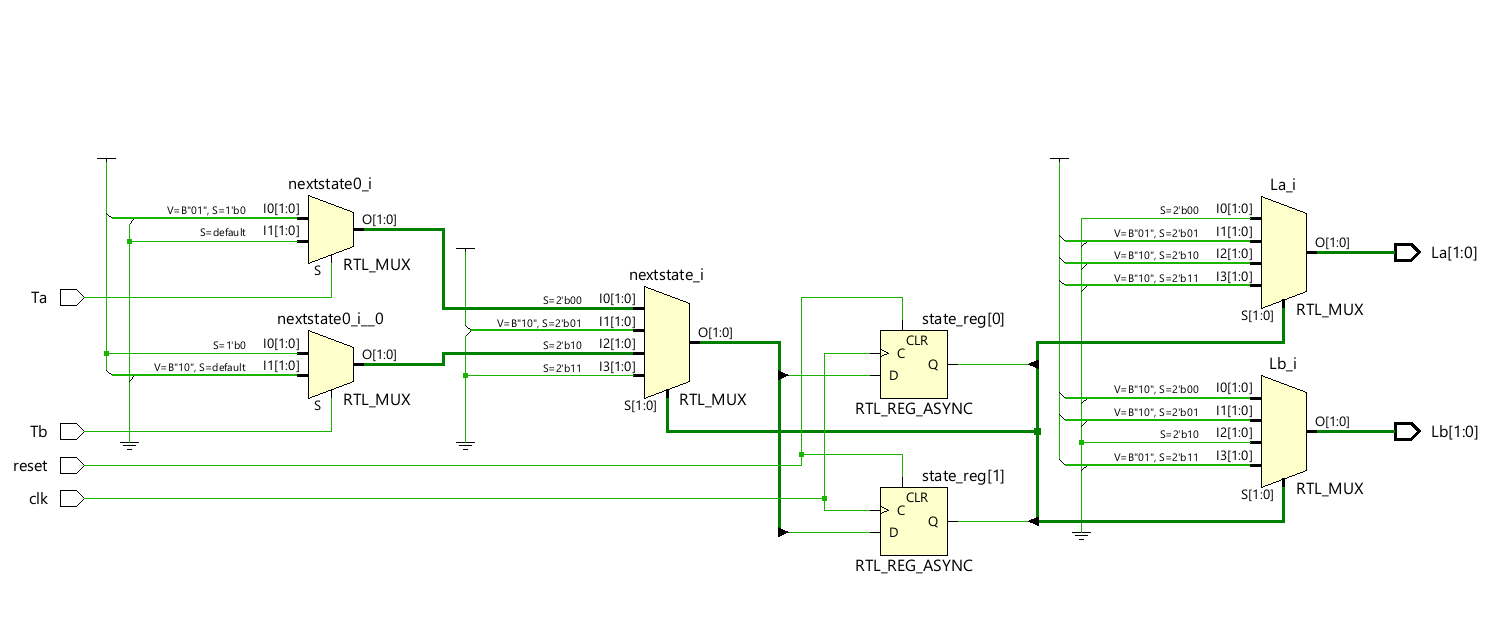 nextstate0_i
V=B"01", S=1'b0 I0[1:0]
S=default I1[1:0]
O[1:0]
S
RTL_MUX
Ta
nextstate0_i__0
S=1'b0 I0[1:0]
V=B"10", S=default I1[1:0]
O[1:0]
S
RTL_MUX
Tb
reset
clk
nextstate_i
S=2'b00 I0[1:0]
V=B"10", S=2'b01 I1[1:0]
S=2'b10 I2[1:0]
S=2'b11 I3[1:0]
O[1:0]
S[1:0]
RTL_MUX
state_reg[0]
CLR
C
D
Q
RTL_REG_ASYNC
state_reg[1]
CLR
C
D
Q
RTL_REG_ASYNC
La_i
S=2'b00 I0[1:0]
V=B"01", S=2'b01 I1[1:0]
V=B"10", S=2'b10 I2[1:0]
V=B"10", S=2'b11 I3[1:0]
O[1:0]
S[1:0]
RTL_MUX
La[1:0]
Lb_i
V=B"10", S=2'b00 I0[1:0]
V=B"10", S=2'b01 I1[1:0]
S=2'b10 I2[1:0]
V=B"01", S=2'b11 I3[1:0]
O[1:0]
S[1:0]
RTL_MUX
Lb[1:0]